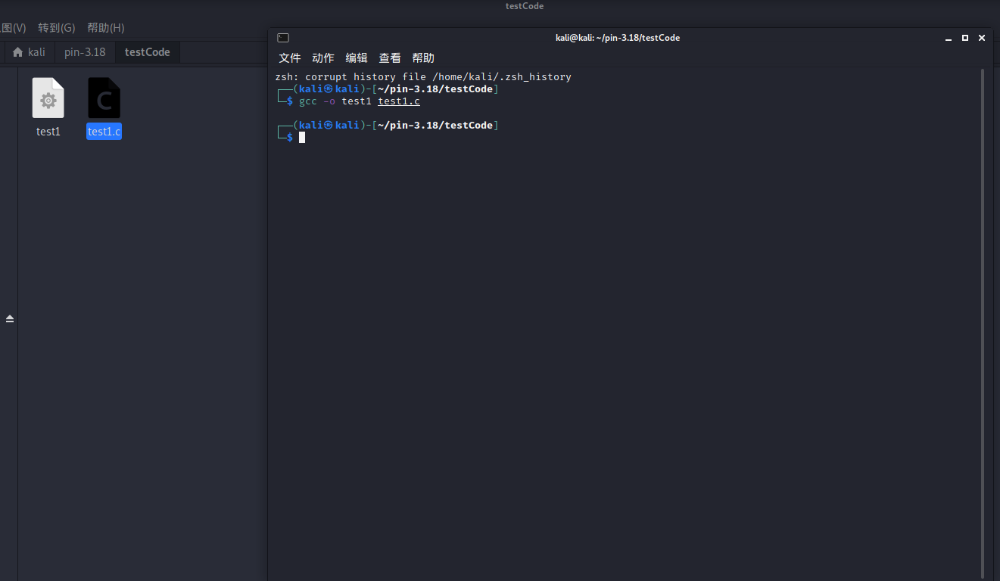 testCode
图(V) 转到(G) 帮助(H)
kali pin-3.18 testCode
test1 test1.c
kali@kali: ~/pin-3.18/testCode
文件 动作 编辑 查看 帮助
zsh: corrupt history file /home/kali/.zsh_history
┌──(kali㉿kali)-[~/pin-3.18/testCode]
└─$ gcc -o test1 test1.c
┌──(kali㉿kali)-[~/pin-3.18/testCode]
└─$